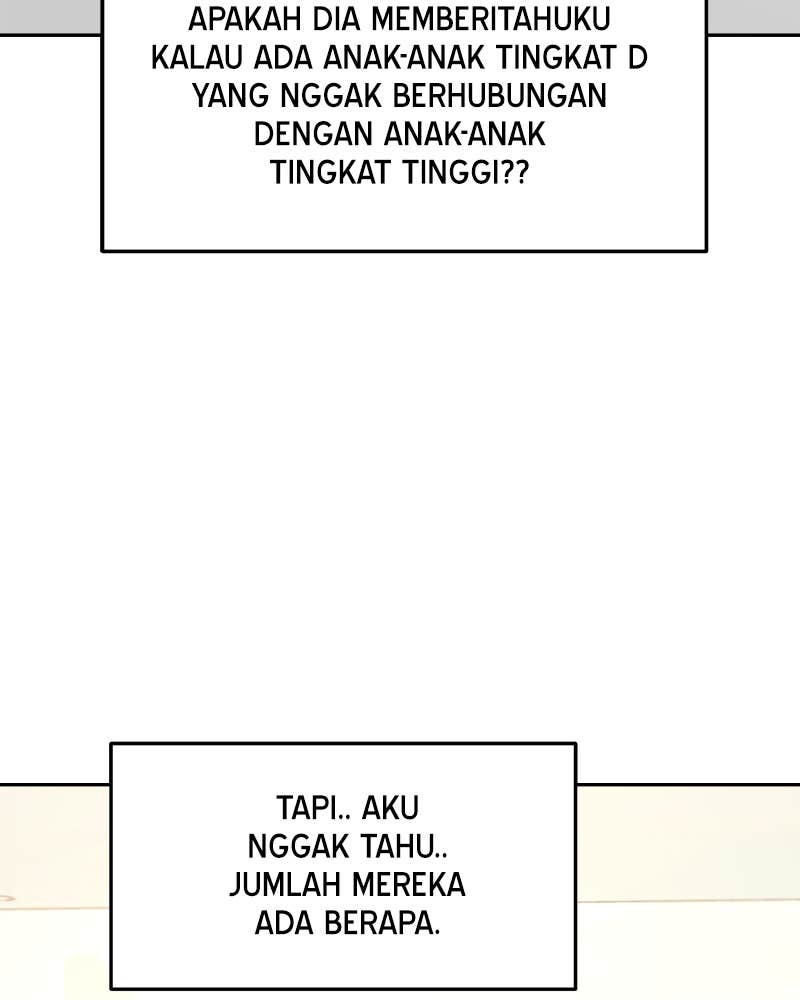 APAKAH DIA MEMBERITAHUKU
KALAU ADA ANAK-ANAK TINGKAT D
YANG NGGAK BERHUBUNGAN
DENGAN ANAK-ANAK
TINGKAT TINGGI??
TAPI.. AKU
NGGAK TAHU..
JUMLAH MEREKA
ADA BERAPA.